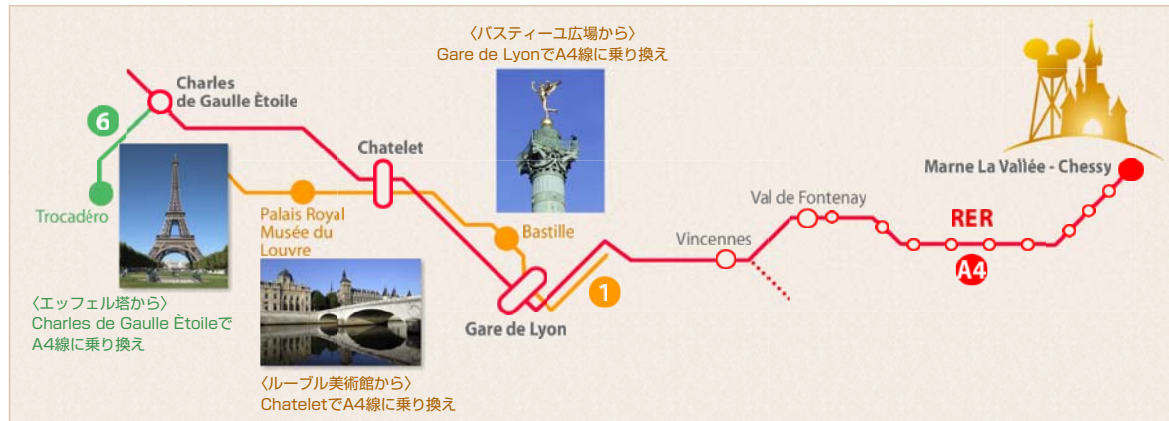 〈バスティーユ広場から〉
Gare de LyonでA4線に乗り換え
Charles
de Gaulle Ètoile
6
Chatelet
Trocadéro
Palais Royal
Musée du
Louvre
Bastille
Marne La Vallée - Chessy
Val de Fontenay
Vincennes
RER
A4
1
Gare de Lyon
〈エッフェル塔から〉
Charles de Gaulle Ètoileで
A4線に乗り換え
〈ルーブル美術館から〉
ChateletでA4線に乗り換え